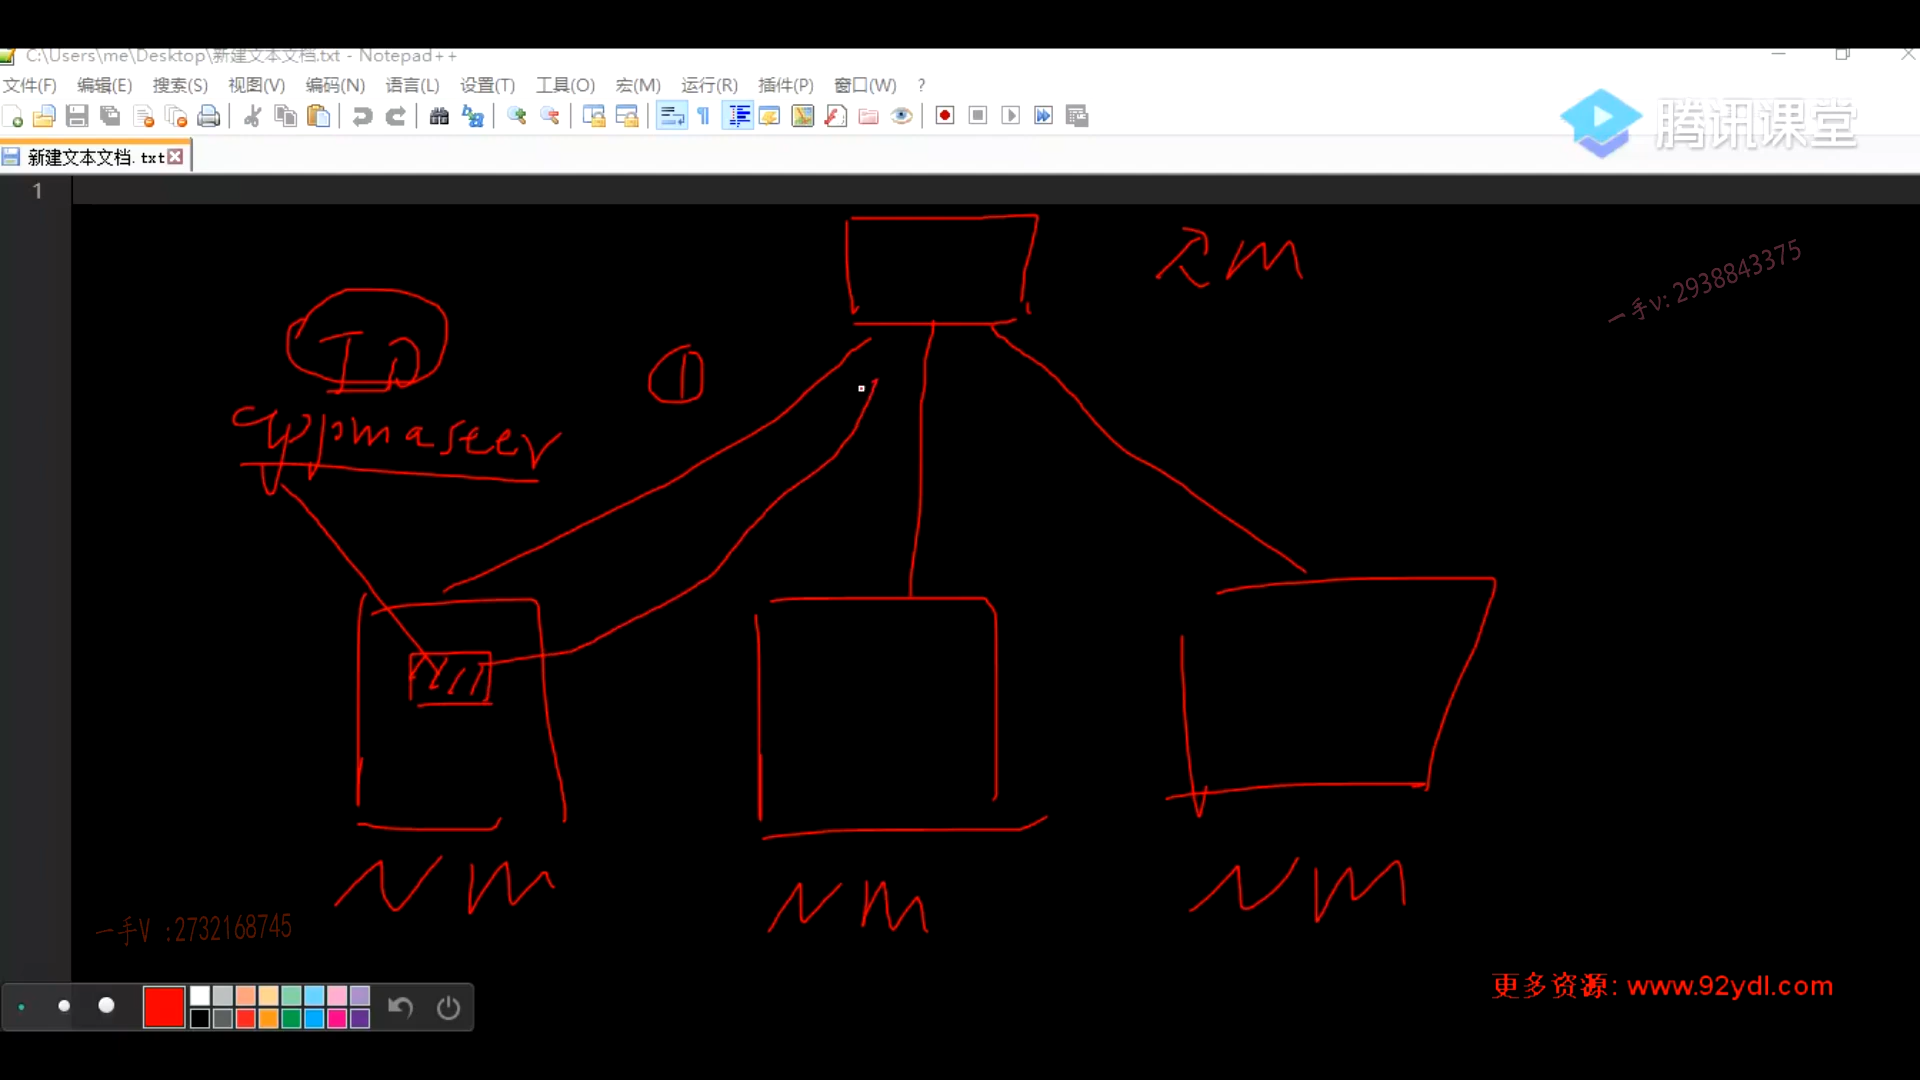 C:\Users\me\Desktop\新建文本文档.txt - Notepad++
文件(F) 编辑(E) 搜索(S) 视图(V) 编码(N) 语言(L) 设置(T) 工具(O) 宏(M) 运行(R) 插件(P) 窗口(W) ?
腾讯课堂
新建文本文档.txt
1
RM
一手v:2938843375
ID
①
appmaster
NM
NM
NM
一手V :2732168745
更多资源: www.92ydl.com